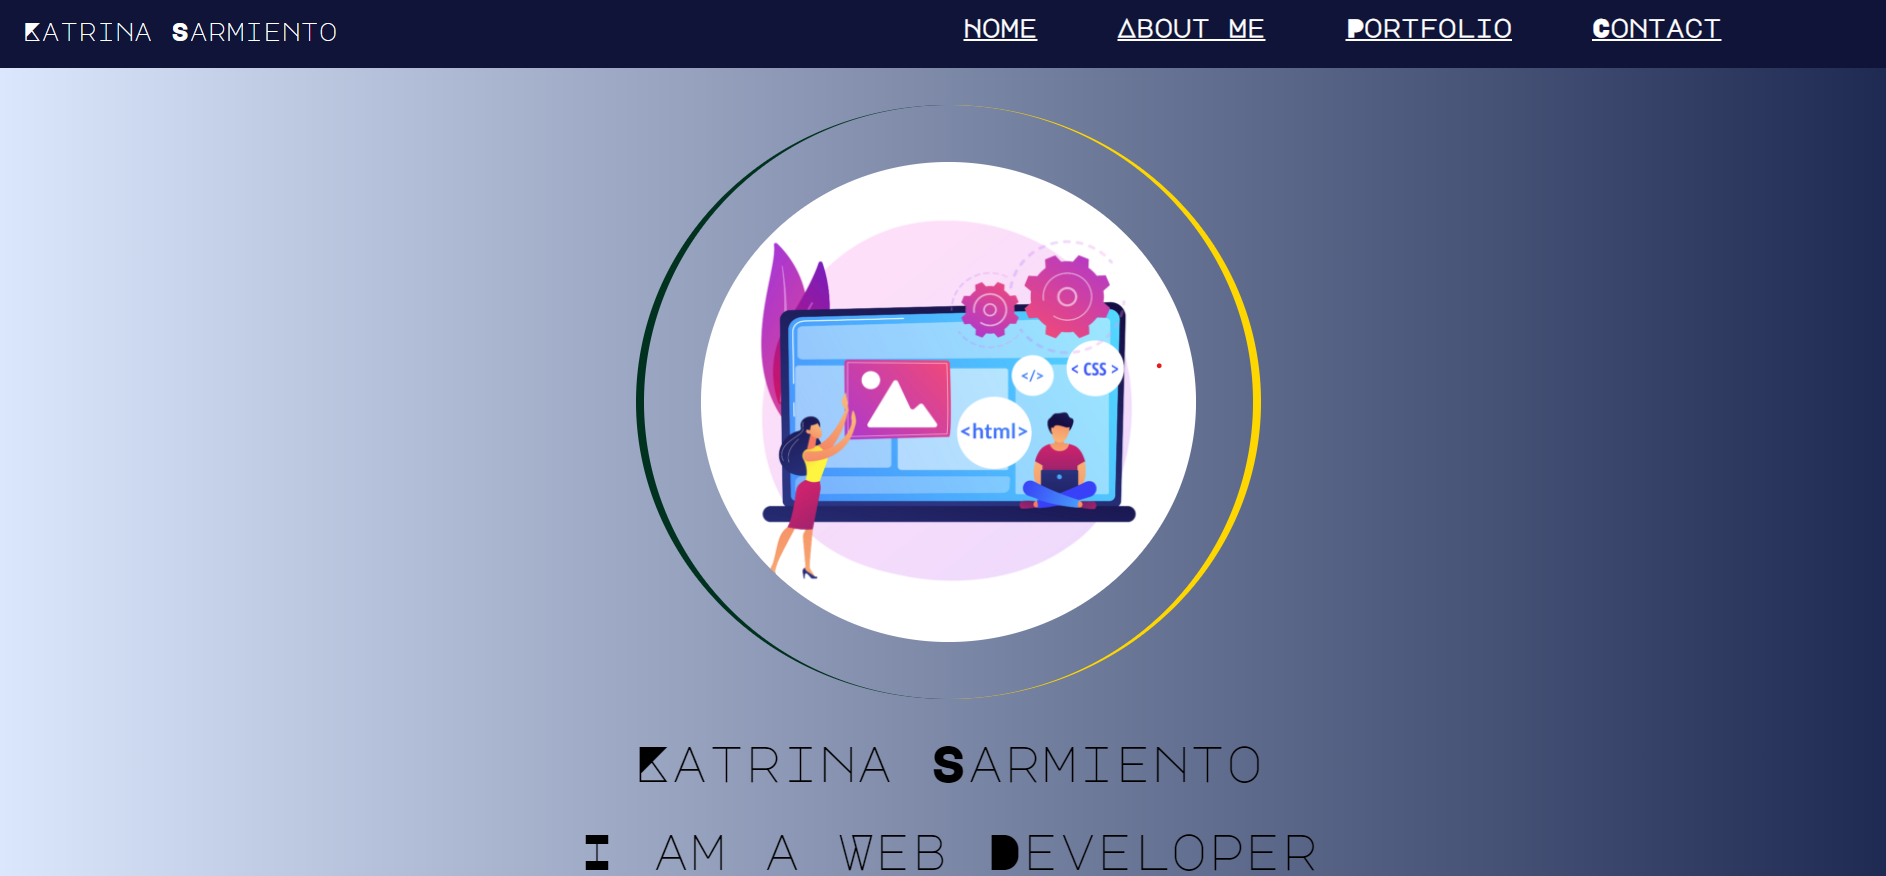 Katrina Sarmiento
Home About Me Portfolio Contact
</>
< CSS >
<html>
Katrina Sarmiento
I am a Web Developer